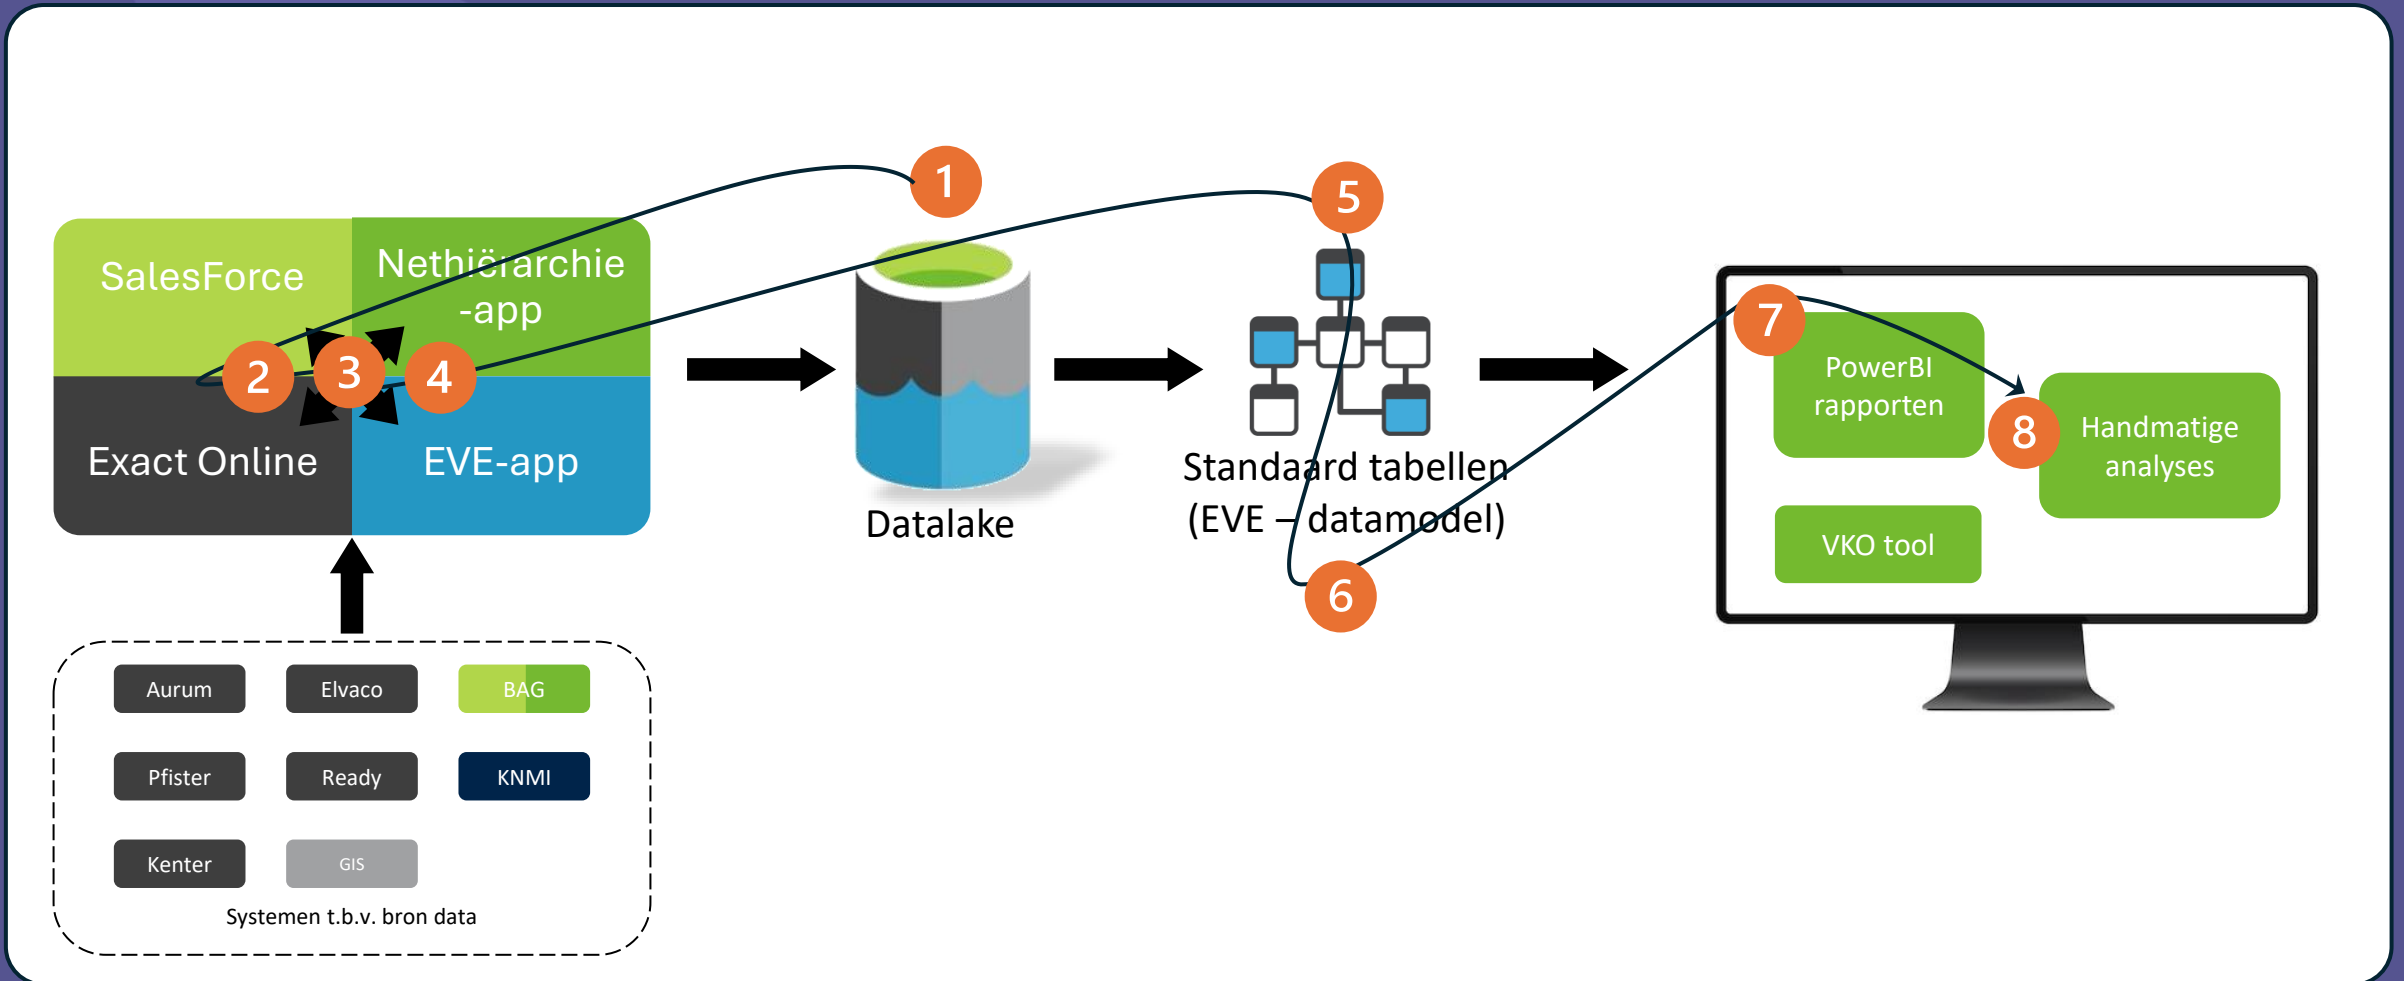 1
5
SalesForce
Nethiërarchie
-app
2
3
4
Exact Online
EVE-app
Datalake
Standaard tabellen
(EVE – datamodel)
6
7
PowerBI
rapporten
8
Handmatige
analyses
VKO tool
Aurum
Elvaco
BAG
Pfister
Ready
KNMI
Kenter
GIS
Systemen t.b.v. bron data